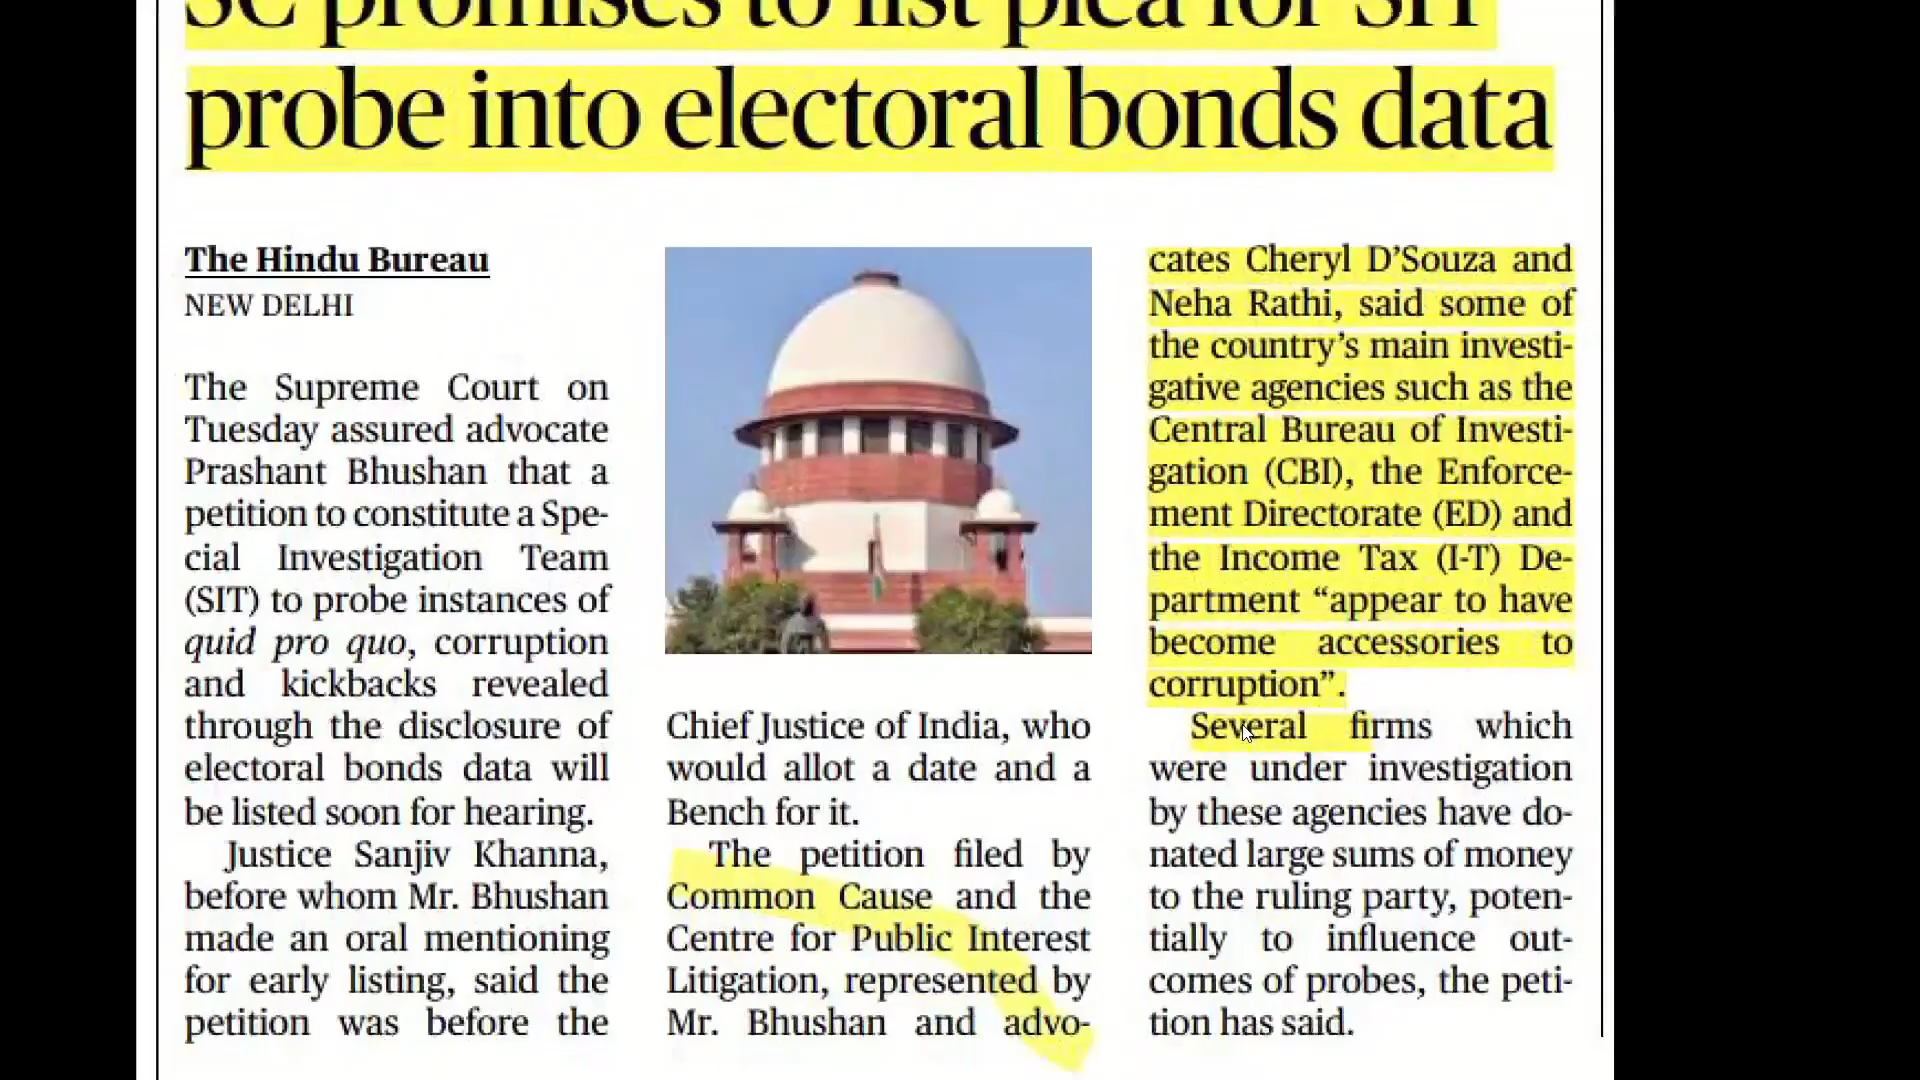 SC promises to list plea for SIT
probe into electoral bonds data
The Hindu Bureau
NEW DELHI
The Supreme Court on
Tuesday assured advocate
Prashant Bhushan that a
petition to constitute a Spe-
cial Investigation Team
(SIT) to probe instances of
quid pro quo, corruption
and kickbacks revealed
through the disclosure of
electoral bonds data will
be listed soon for hearing.
Justice Sanjiv Khanna,
before whom Mr. Bhushan
made an oral mentioning
for early listing, said the
petition was before the
Chief Justice of India, who
would allot a date and a
Bench for it.
The petition filed by
Common Cause and the
Centre for Public Interest
Litigation, represented by
Mr. Bhushan and advo-
cates Cheryl D’Souza and
Neha Rathi, said some of
the country’s main investi-
gative agencies such as the
Central Bureau of Investi-
gation (CBI), the Enforce-
ment Directorate (ED) and
the Income Tax (I-T) De-
partment “appear to have
become accessories to
corruption”.
Several firms which
were under investigation
by these agencies have do-
nated large sums of money
to the ruling party, poten-
tially to influence out-
comes of probes, the peti-
tion has said.